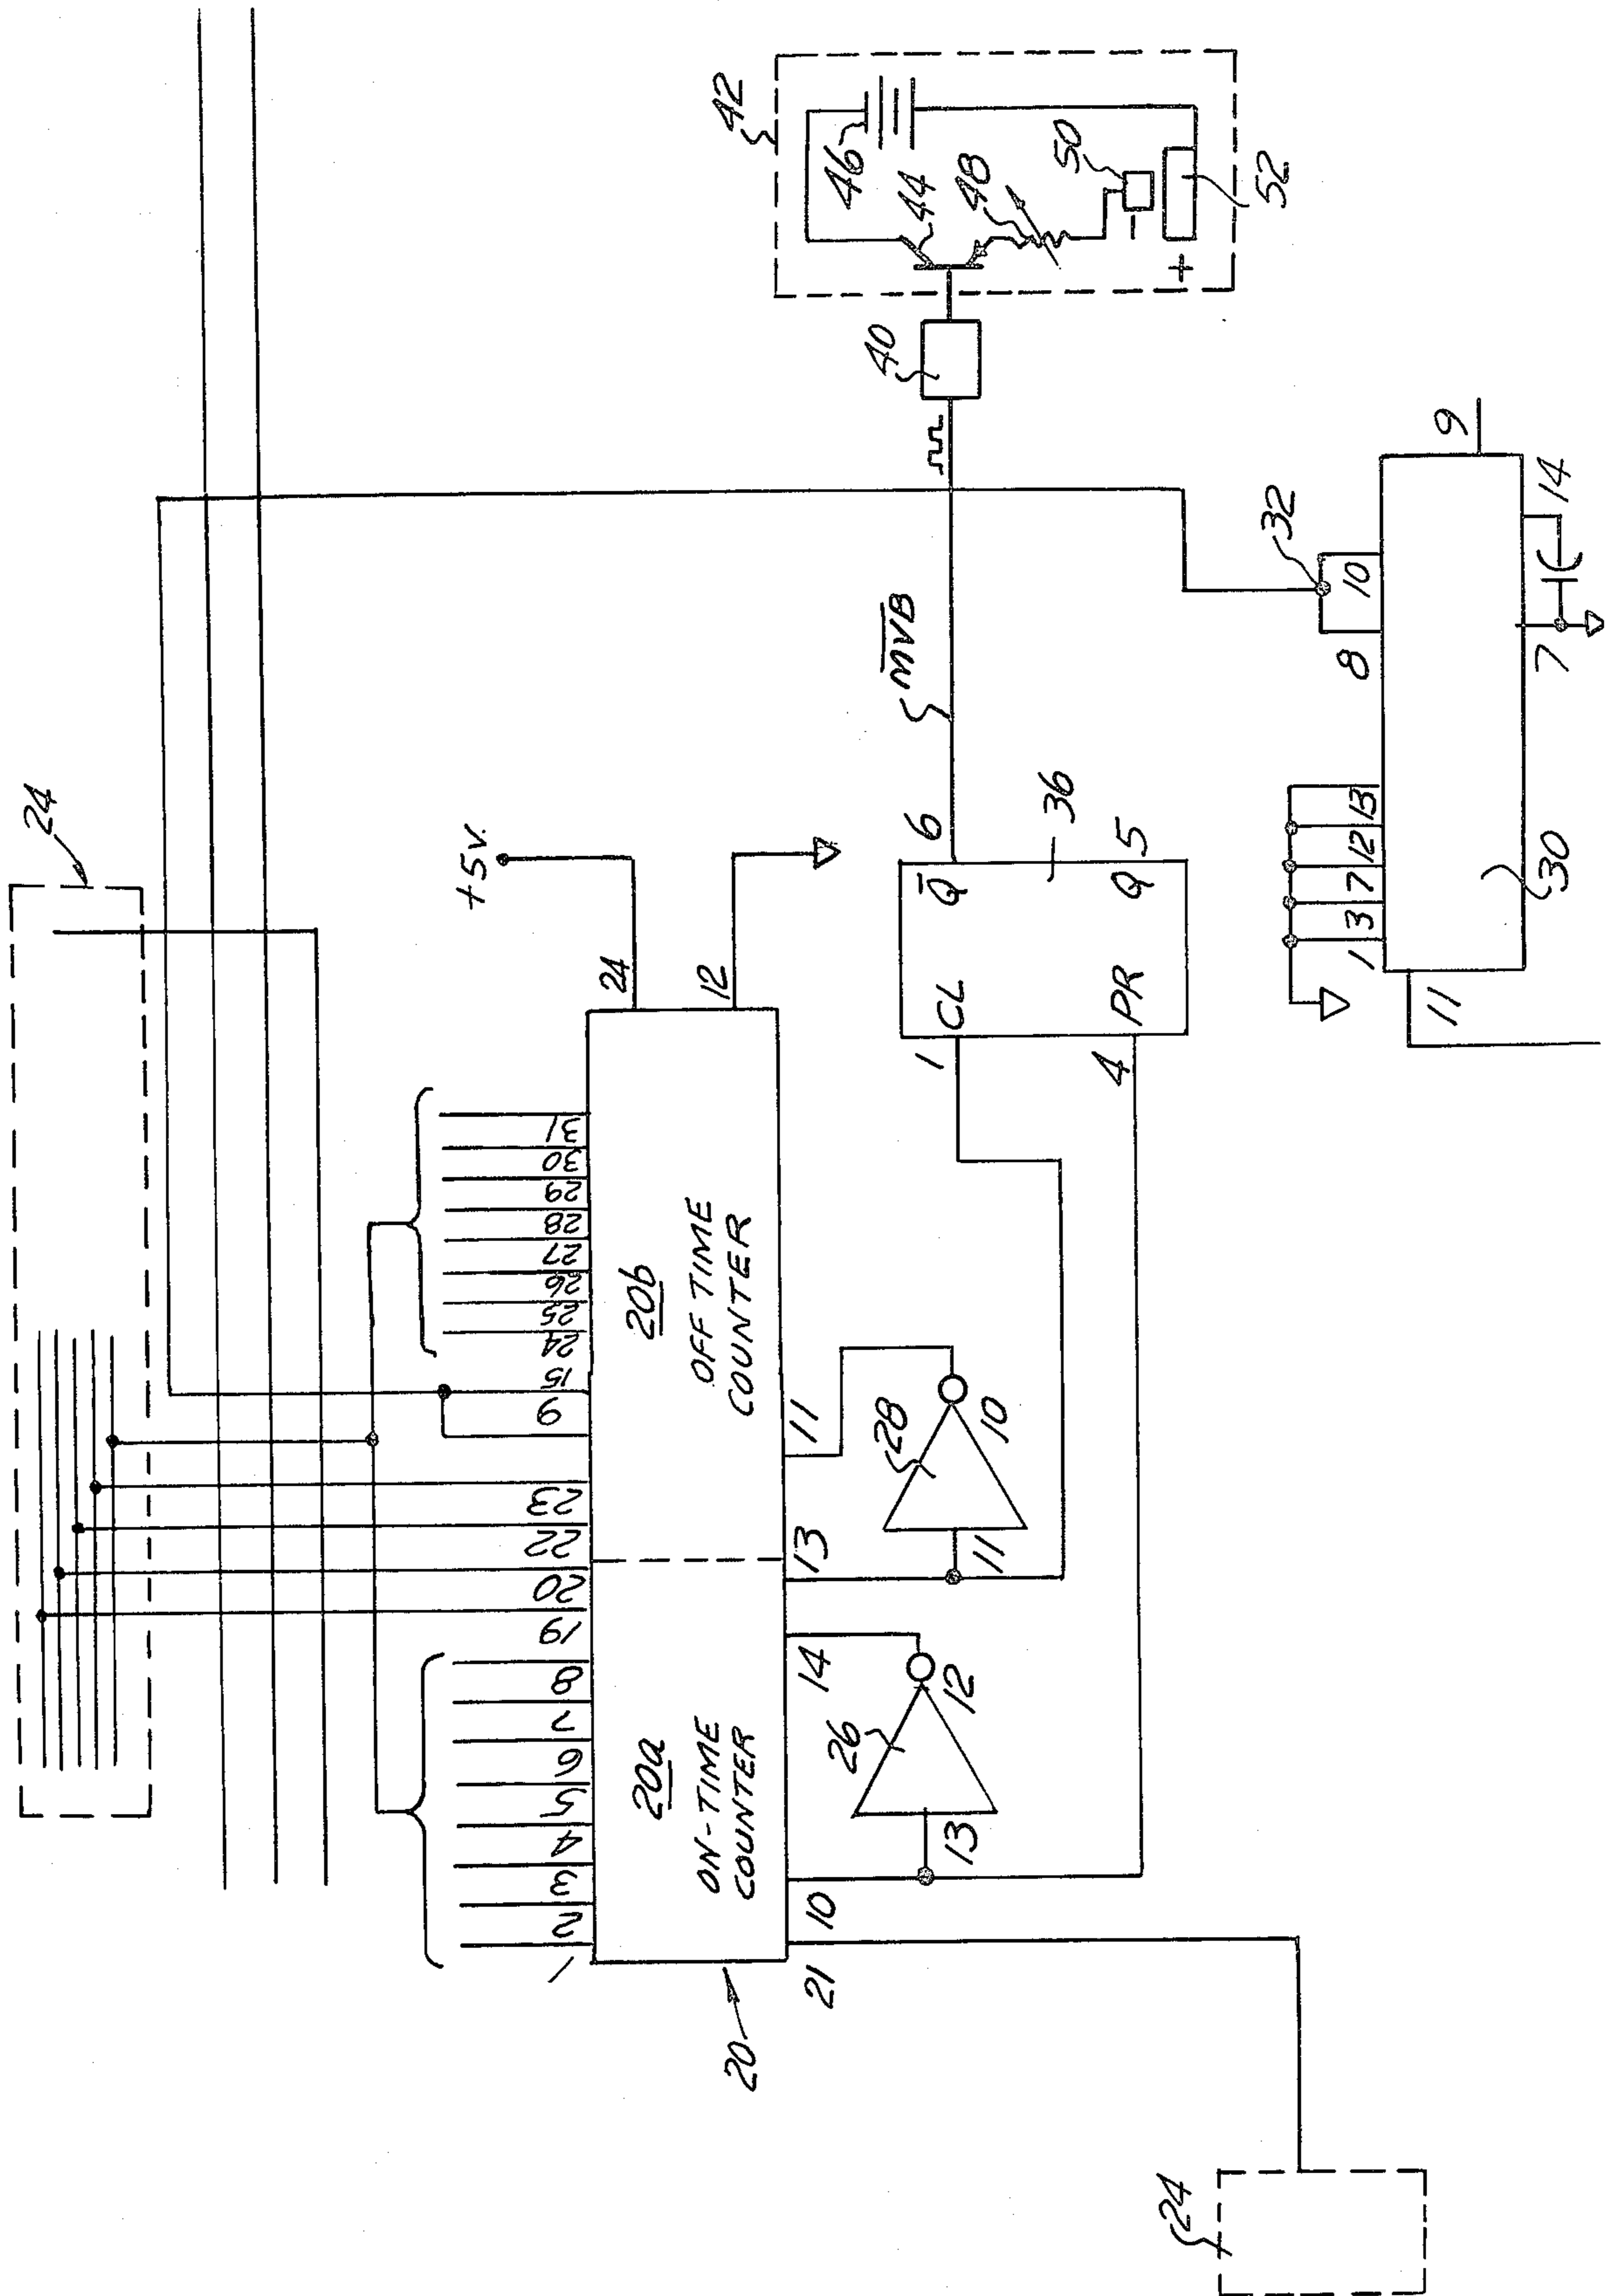 24
+5v.
24
12
1 2 3 4 5 6 7 8 19 20 22 23 9 15 24 25 26 27 28 29 30 31
20
20a
ON-TIME
COUNTER
20b
OFF TIME
COUNTER
21 10 14 13 11
13 26 12
11 28 10
1 CL Q̅ 6
4 PR Q 5
36
M̅V̅B̅
40
42
46
44
48
50
52
-
+
24
32
1 3 7 12 13 8 10
11
9
30
7
14